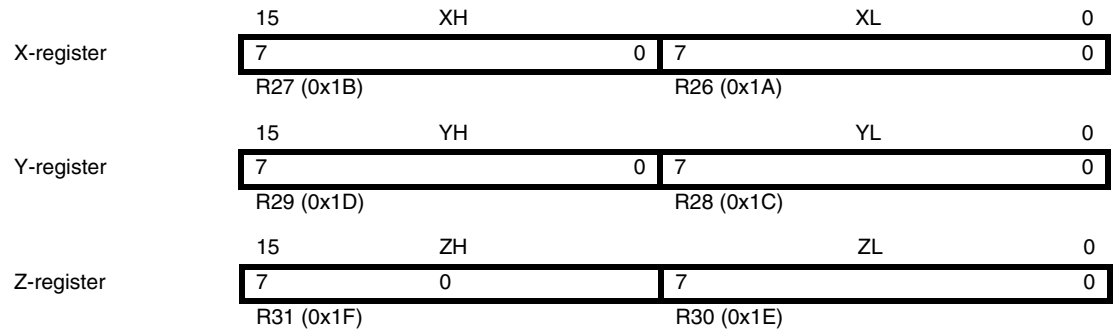 15 XH XL 0
X-register 7 0 7 0
R27 (0x1B) R26 (0x1A)
15 YH YL 0
Y-register 7 0 7 0
R29 (0x1D) R28 (0x1C)
15 ZH ZL 0
Z-register 7 0 7 0
R31 (0x1F) R30 (0x1E)